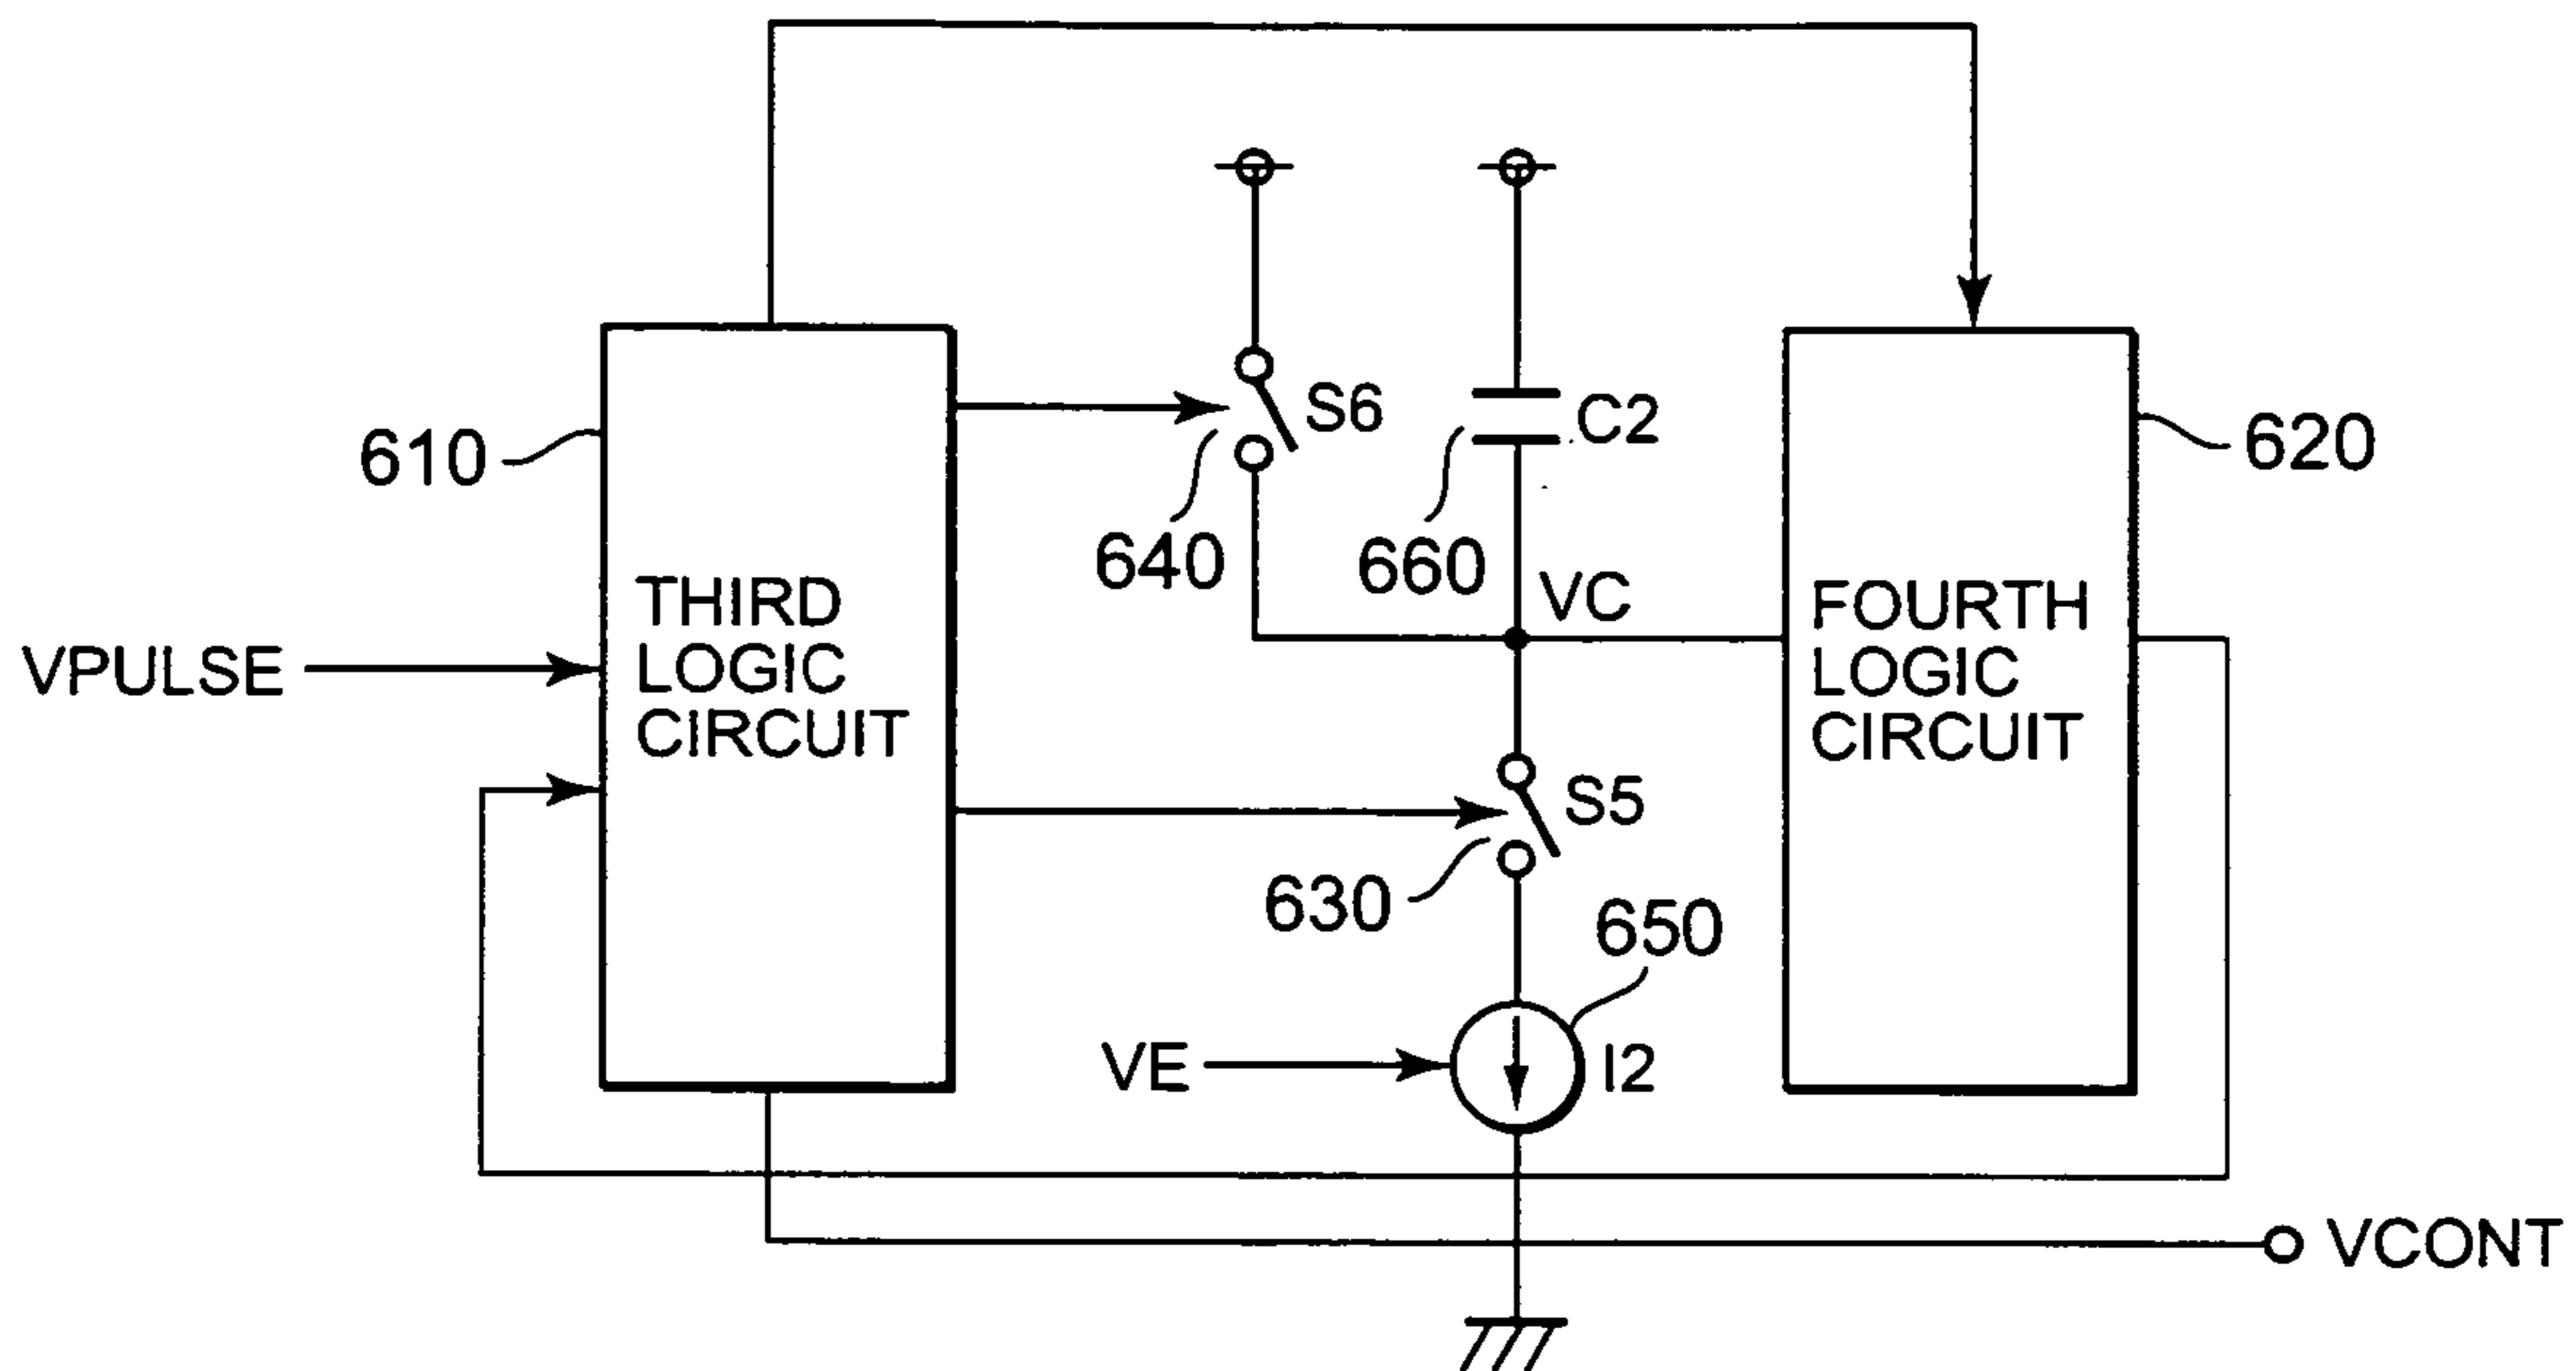 S6
C2
610
620
640
660
VC
THIRD
LOGIC
CIRCUIT
FOURTH
LOGIC
CIRCUIT
VPULSE
S5
630
650
VE
I2
VCONT